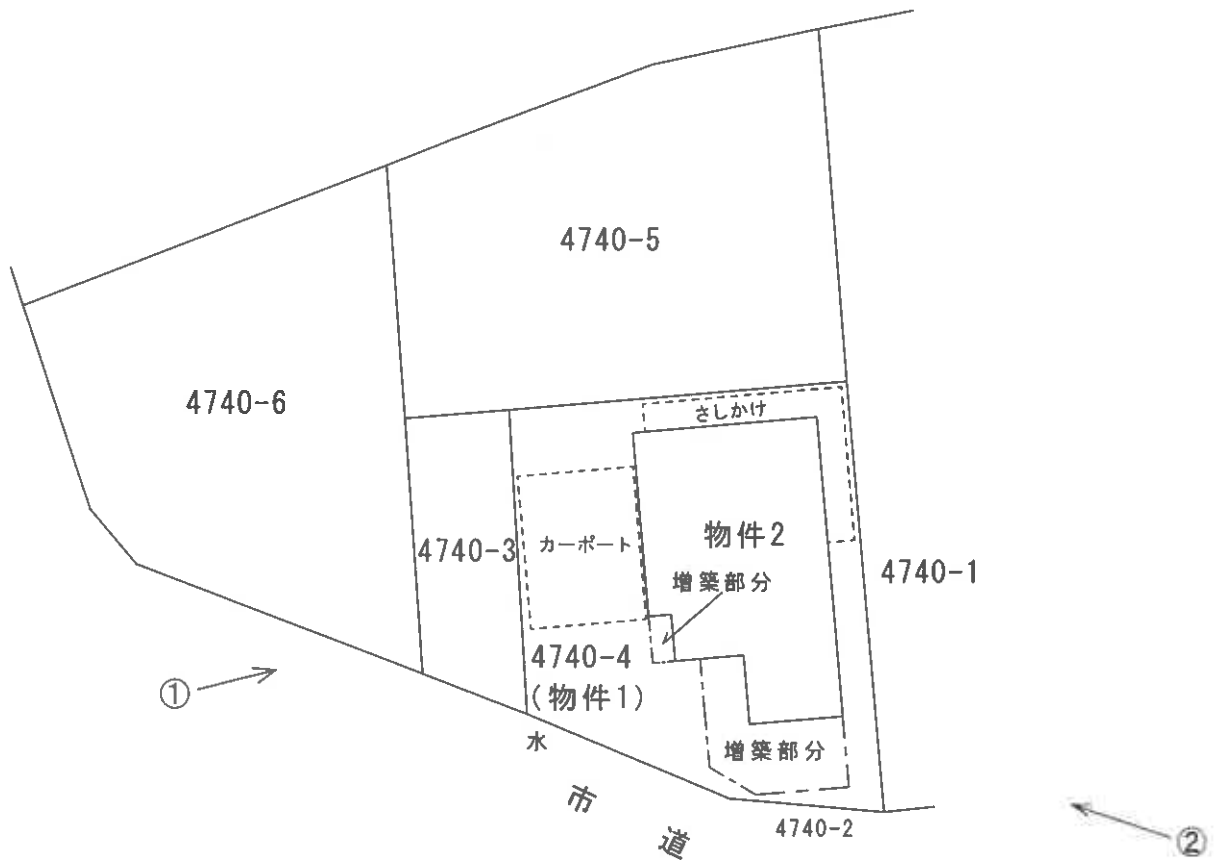 4740-5
4740-6
さしかけ
4740-3
カーポート
物件2
増築部分
4740-1
4740-4
(物件1)
①
水
市道
増築部分
4740-2
②